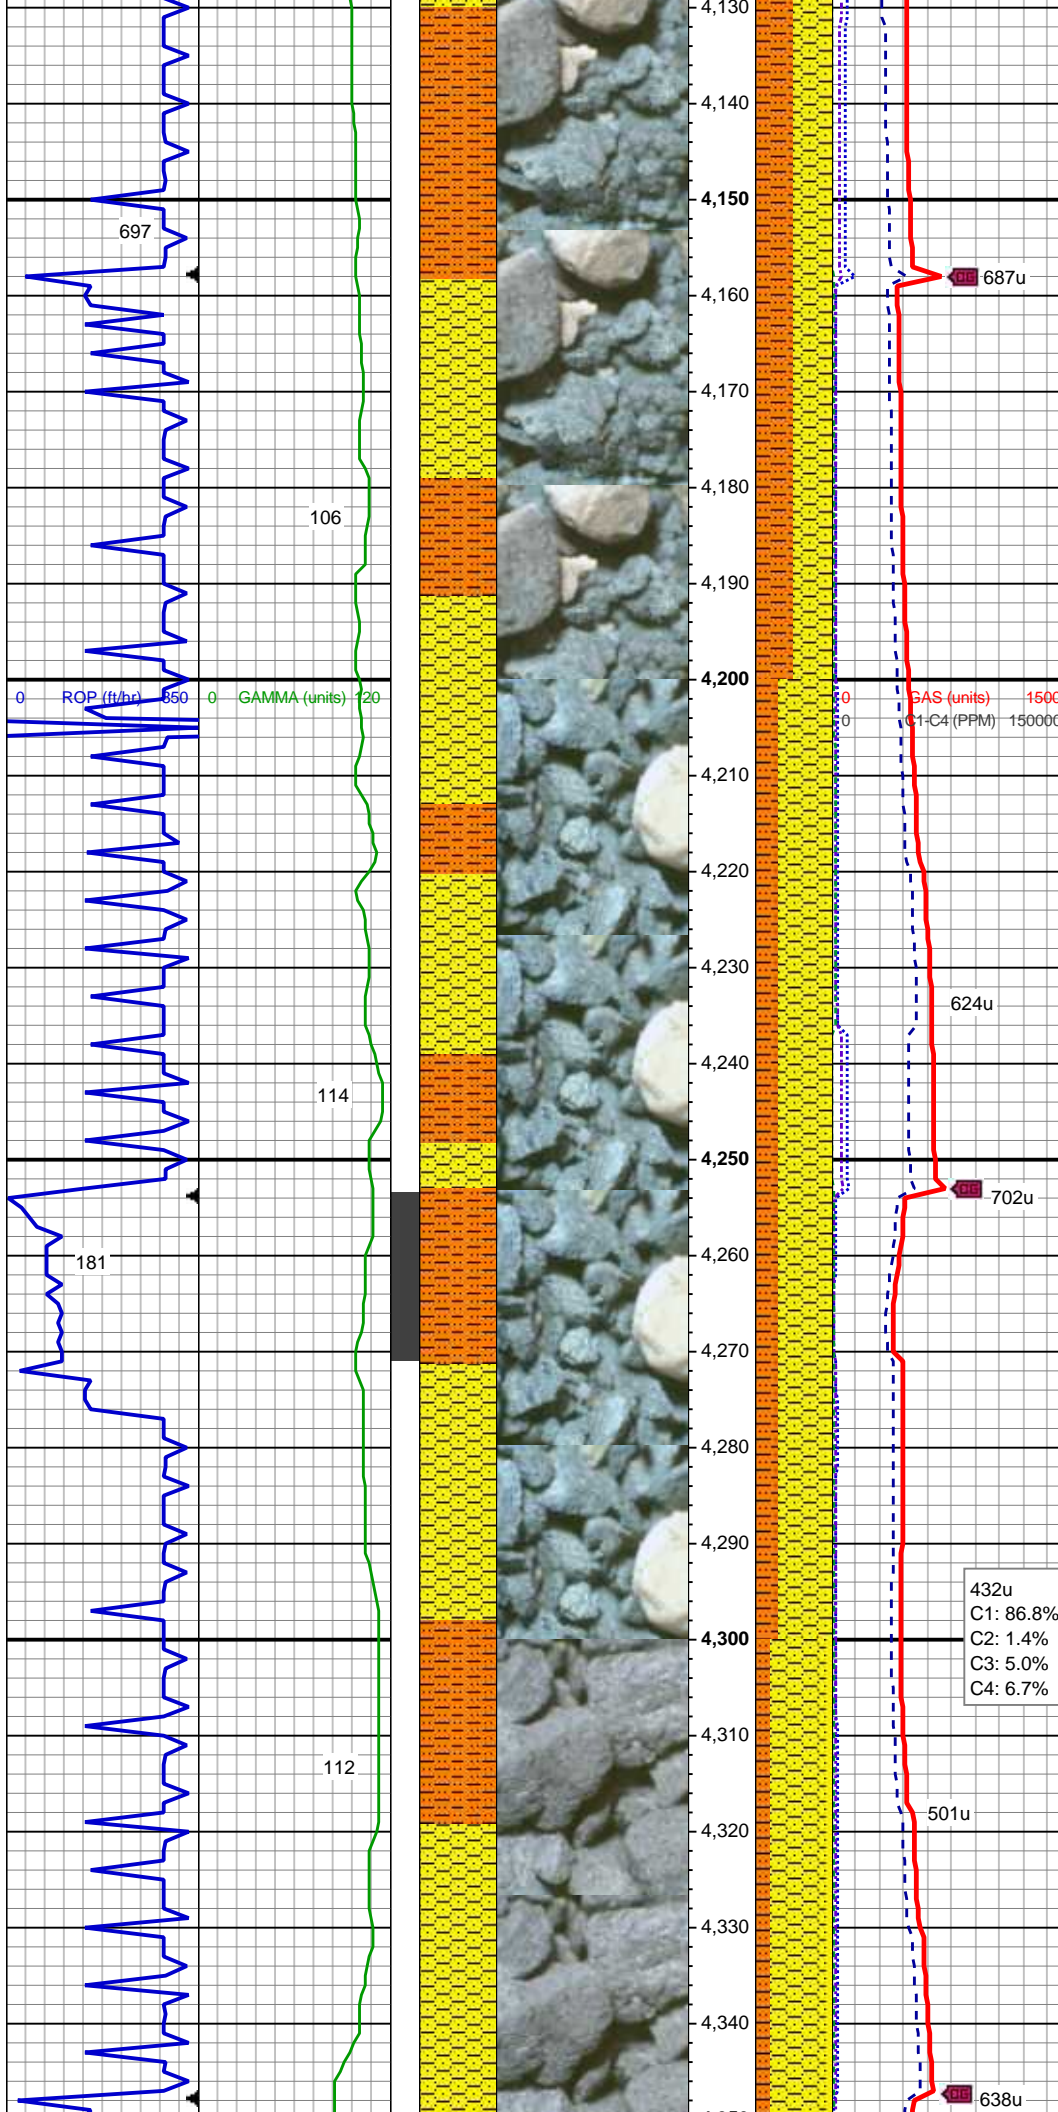 4,130
4,140
4,150
697
4,160
CG 687u
4,170
4,180
106
4,190
4,200
0 ROP (ft/hr) 850 0 GAMMA (units) 120
0 GAS (units) 1500
0 C1-C4 (PPM) 150000
4,210
4,220
4,230
624u
4,240
114
4,250
CG 702u
4,260
181
4,270
4,280
4,290
432u
C1: 86.8%
C2: 1.4%
4,300
C3: 5.0%
C4: 6.7%
4,310
112
501u
4,320
4,330
4,340
CG 638u